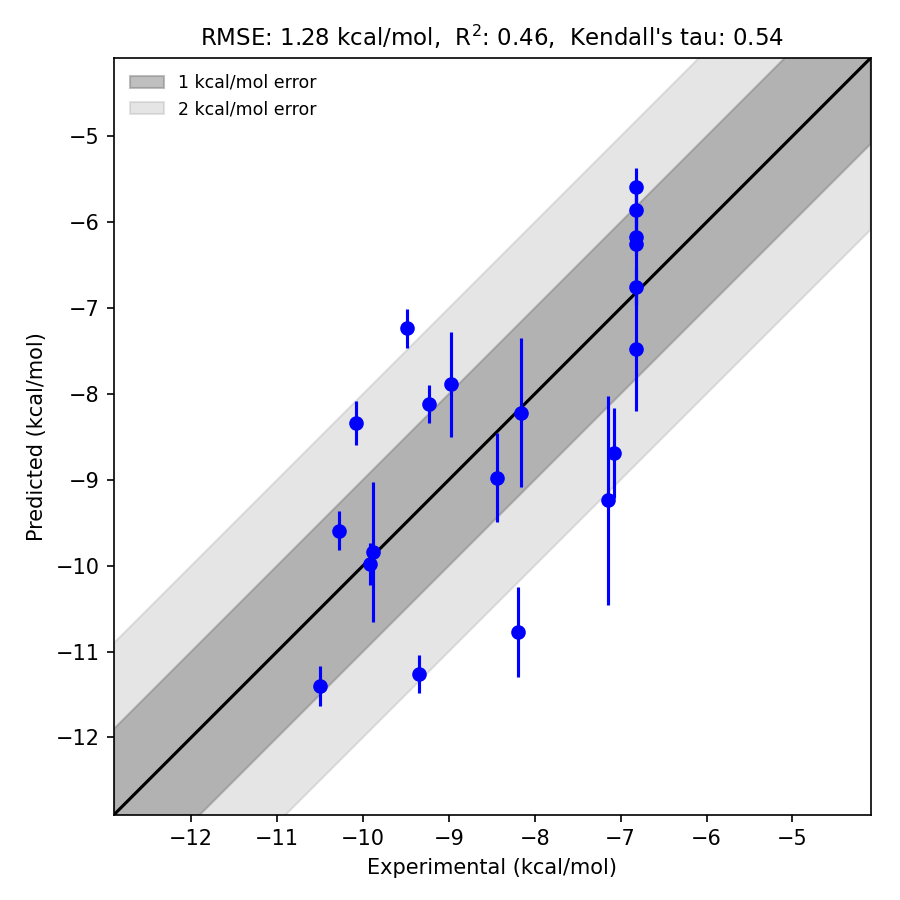 RMSE: 1.28 kcal/mol,  R²: 0.46,  Kendall's tau: 0.54
1 kcal/mol error
2 kcal/mol error
−5
−6
−7
−8
−9
−10
−11
−12
Predicted (kcal/mol)
−12 −11 −10 −9 −8 −7 −6 −5
Experimental (kcal/mol)